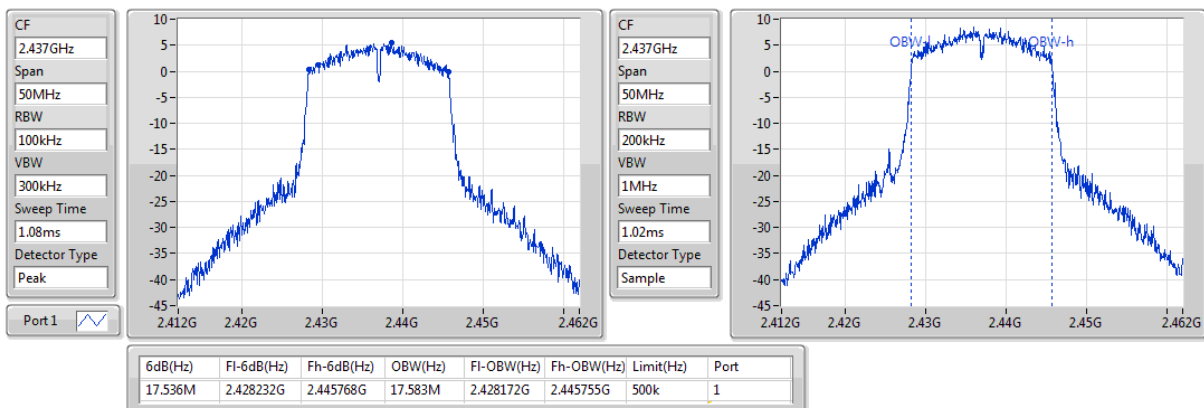 CF
2.437GHz
Span
50MHz
RBW
100kHz
VBW
300kHz
Sweep Time
1.08ms
Detector Type
Peak
Port 1
10
5
0
-5
-10
-15
-20
-25
-30
-35
-40
-45
2.412G 2.42G 2.43G 2.44G 2.45G 2.462G
CF
2.437GHz
Span
50MHz
RBW
200kHz
VBW
1MHz
Sweep Time
1.02ms
Detector Type
Sample
10
5
0
-5
-10
-15
-20
-25
-30
-35
-40
-45
OBW-l OBW-h
2.412G 2.42G 2.43G 2.44G 2.45G 2.462G
6dB(Hz) Fl-6dB(Hz) Fh-6dB(Hz) OBW(Hz) Fl-OBW(Hz) Fh-OBW(Hz) Limit(Hz) Port
17.536M 2.428232G 2.445768G 17.583M 2.428172G 2.445755G 500k 1